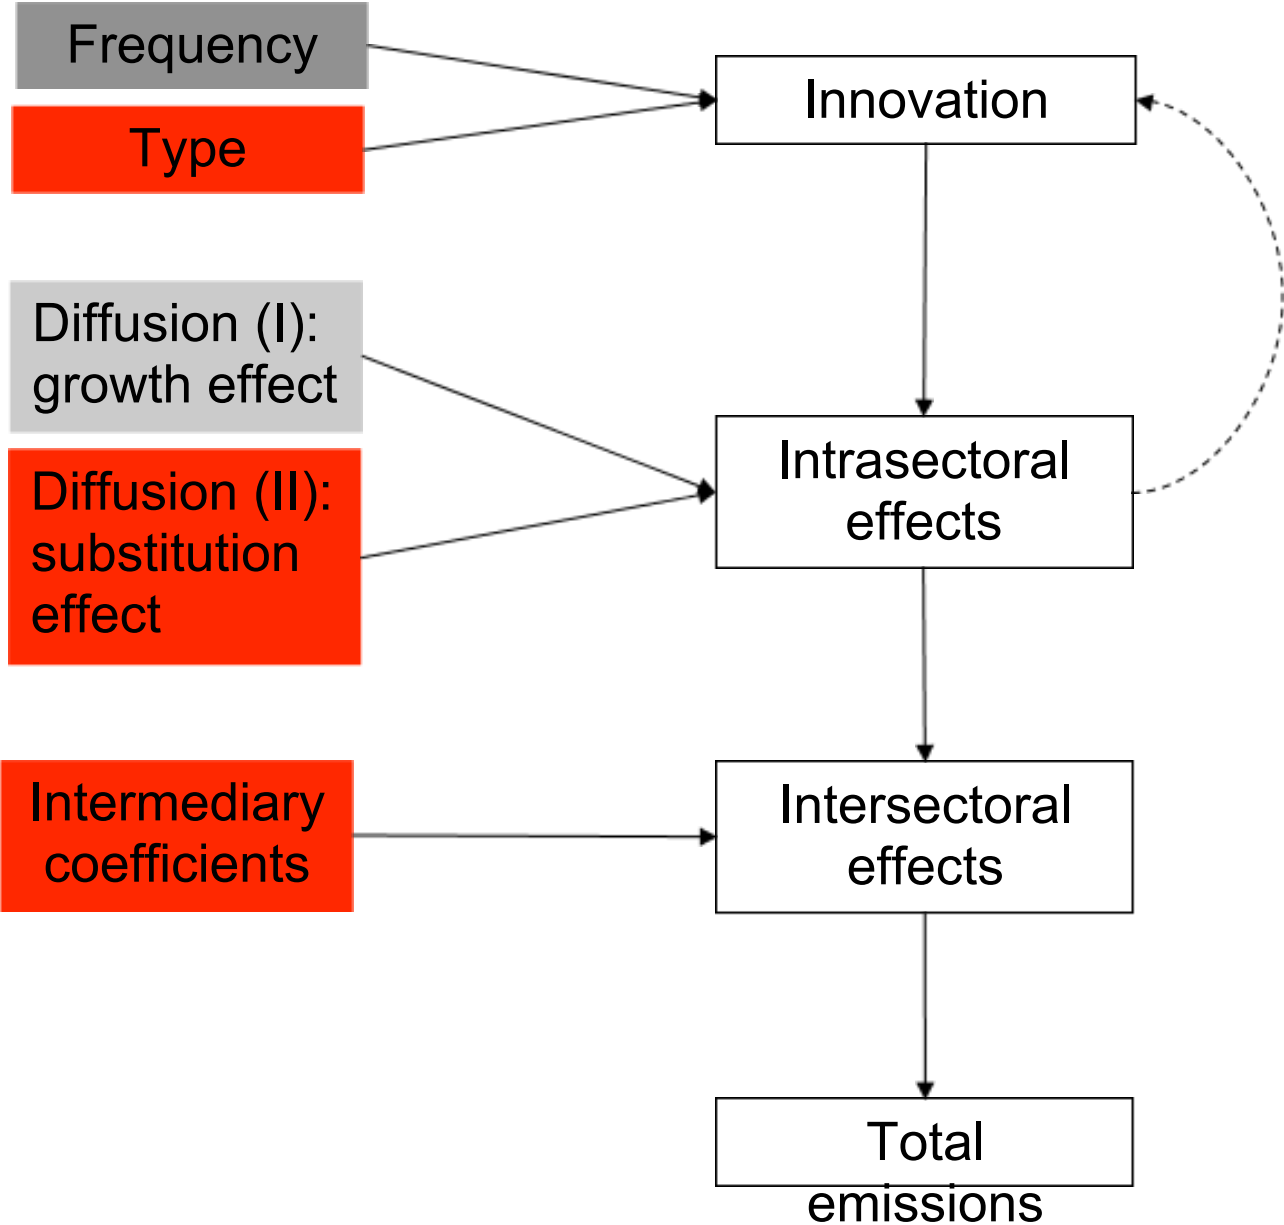 Frequency
Innovation
Type
Diffusion (I):
growth effect
Intrasectoral
effects
Diffusion (II):
substitution
effect
Intermediary
coefficients
Intersectoral
effects
Total
emissions